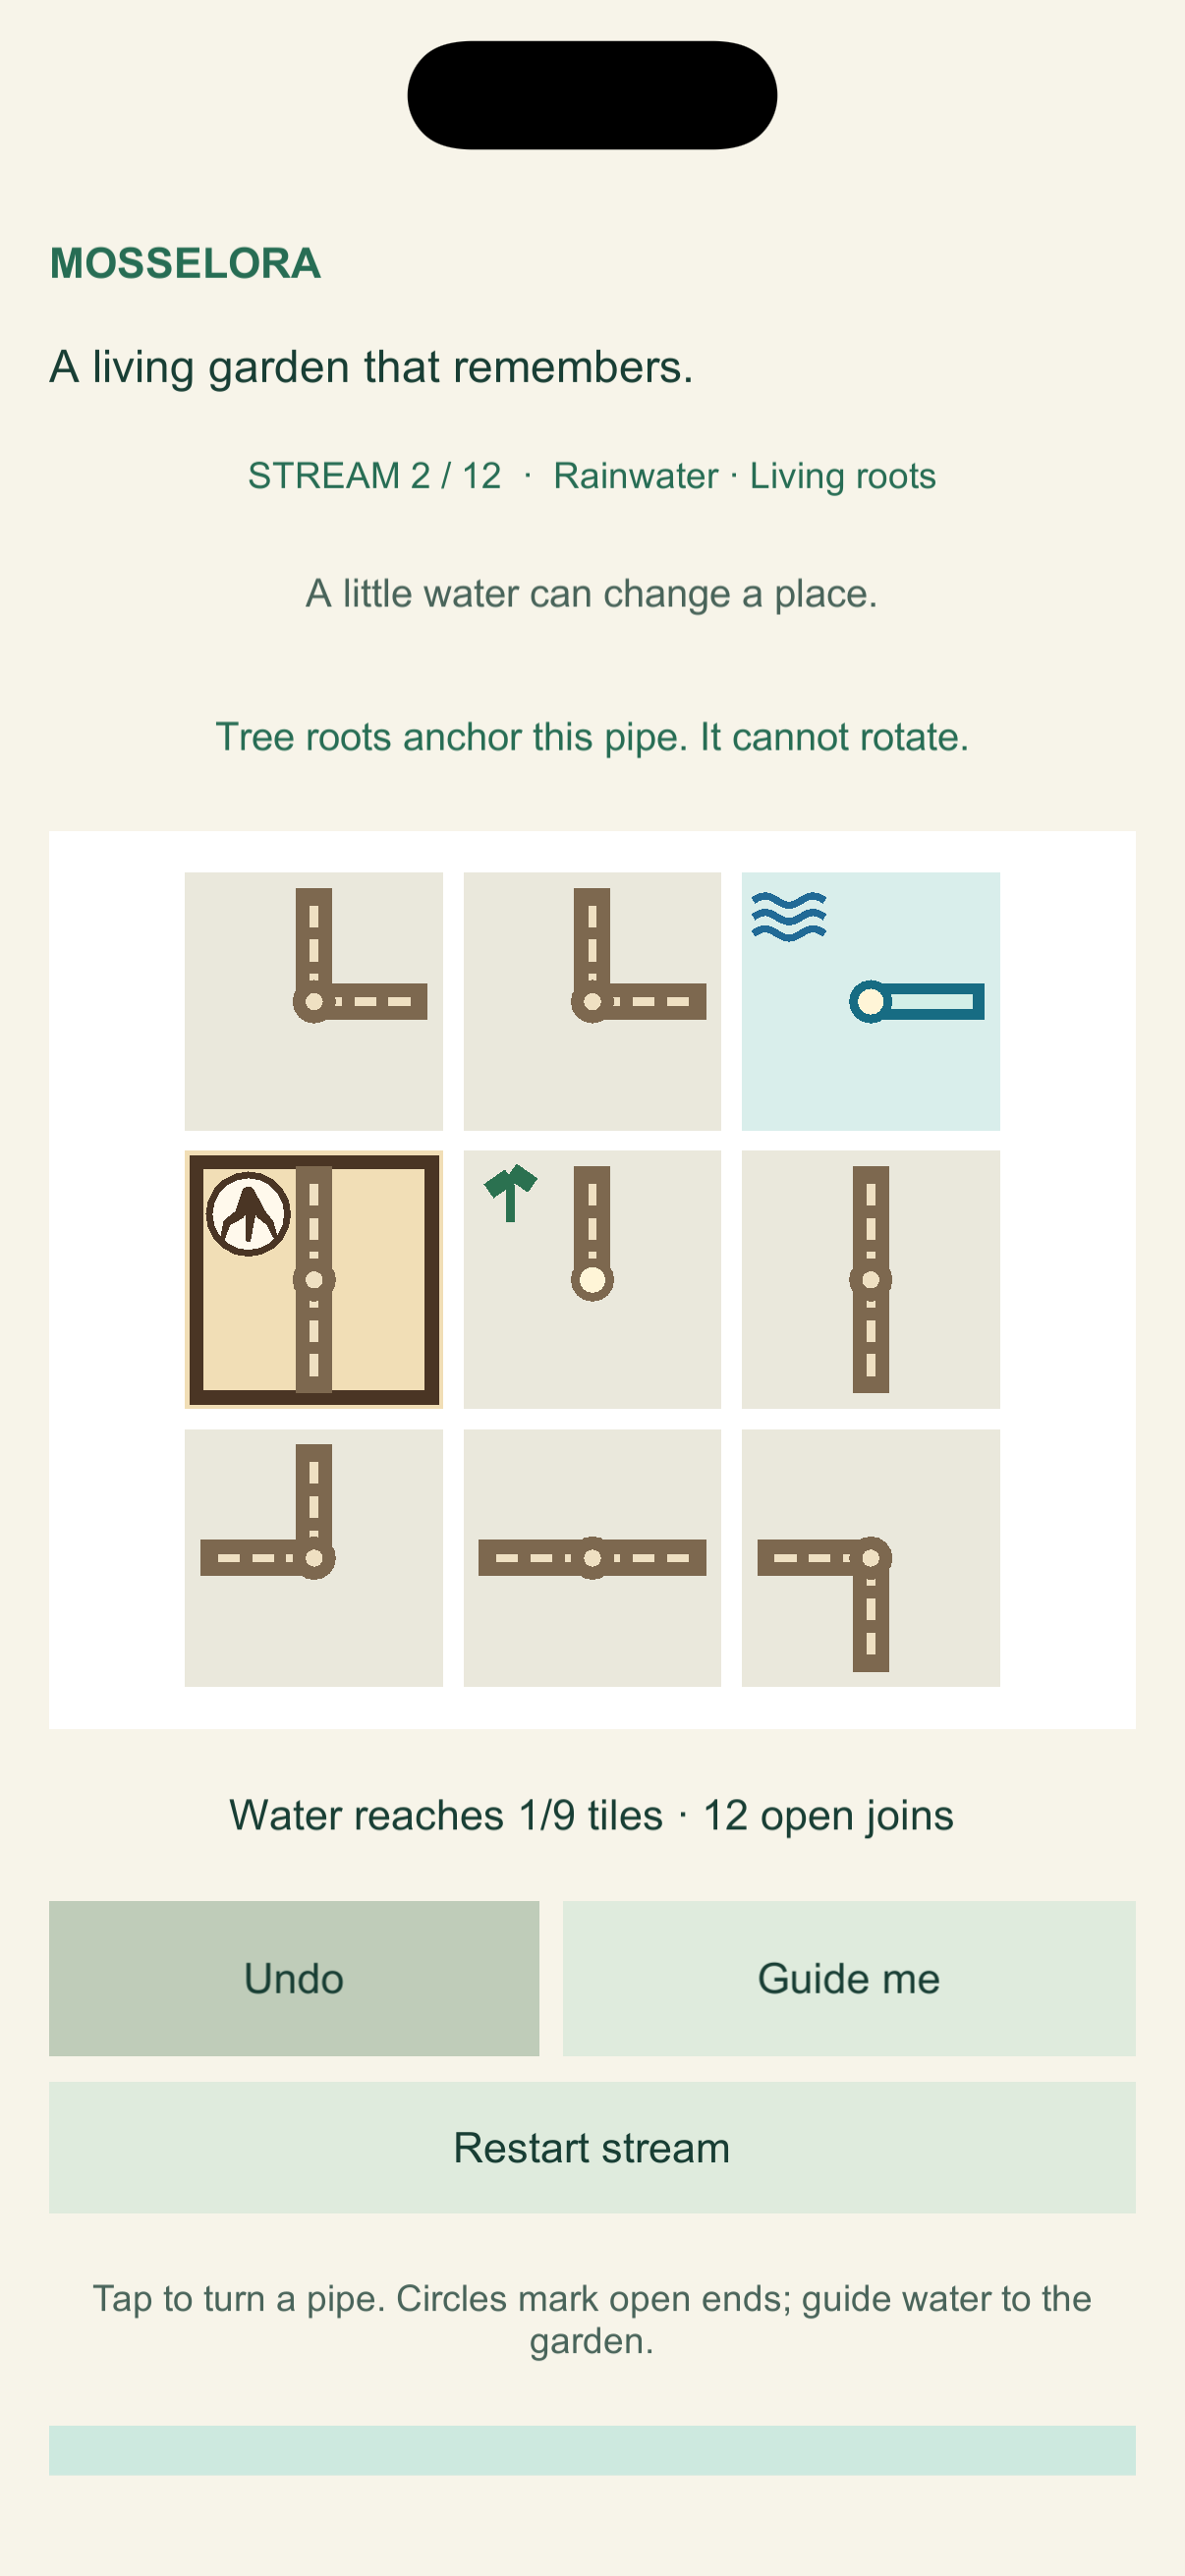 MOSSELORA
A living garden that remembers.
STREAM 2 / 12 · Rainwater · Living roots
A little water can change a place.
Tree roots anchor this pipe. It cannot rotate.
Water reaches 1/9 tiles · 12 open joins
Undo
Guide me
Restart stream
Tap to turn a pipe. Circles mark open ends; guide water to the
garden.